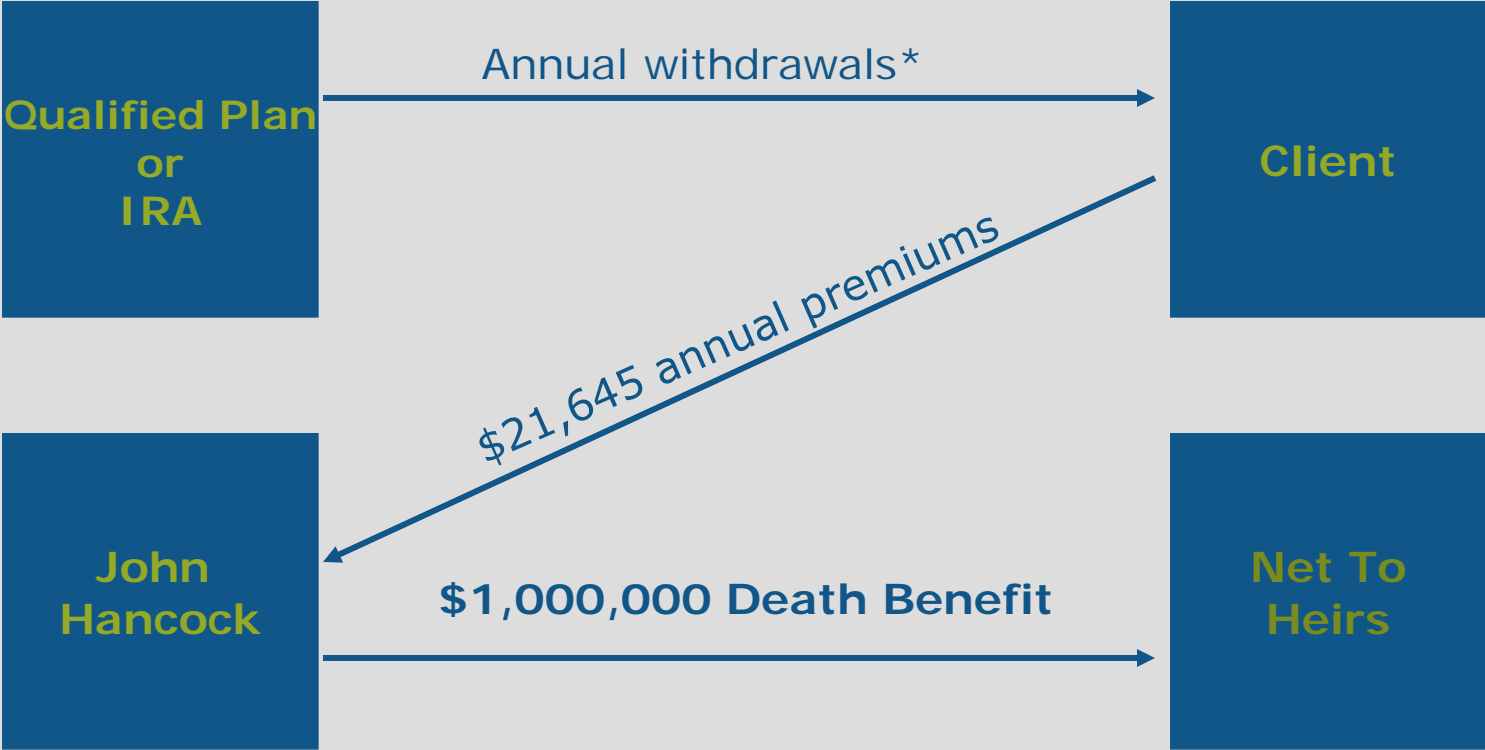 Annual withdrawals*
Qualified Plan
or
IRA
Client
$21,645 annual premiums
John
Hancock
$1,000,000 Death Benefit
Net To
Heirs